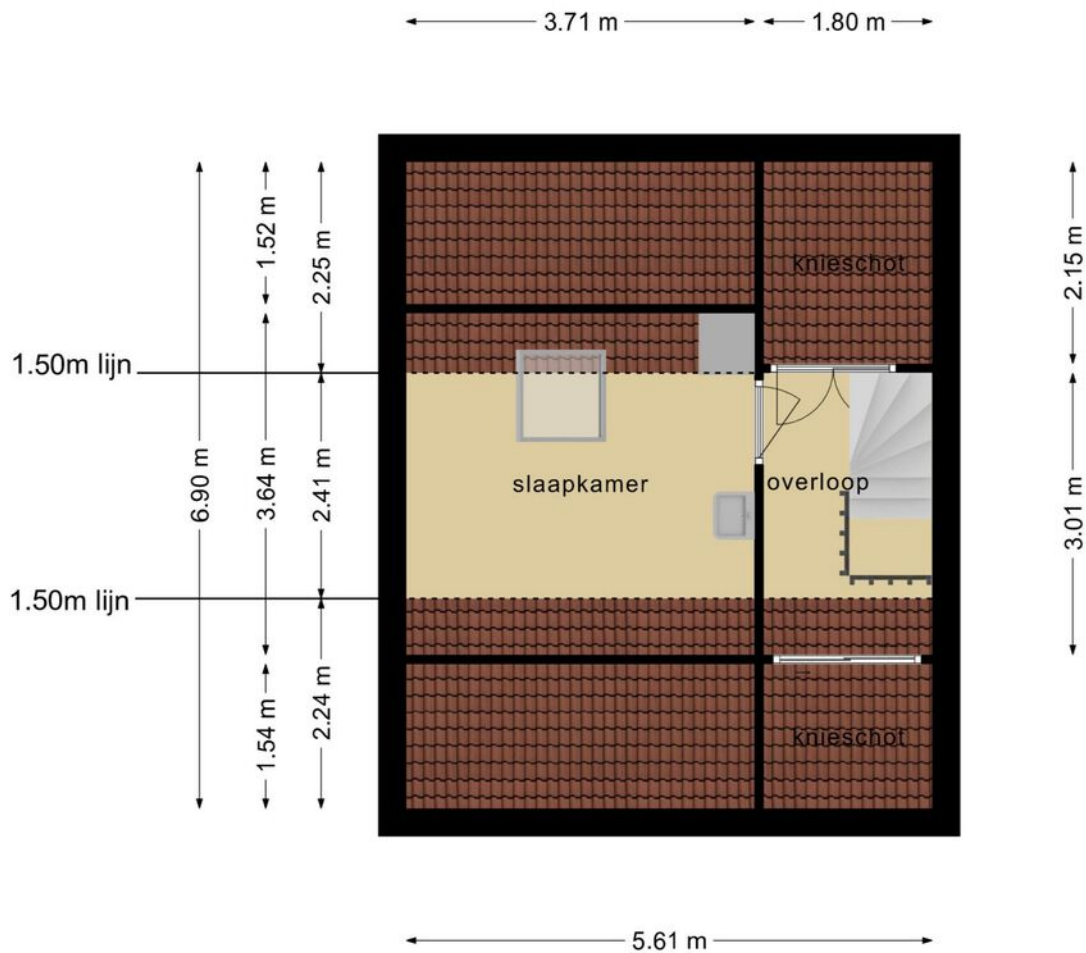 3.71 m
1.80 m
1.52 m
2.25 m
2.15 m
knieschot
1.50m lijn
6.90 m
3.64 m
2.41 m
slaapkamer
overloop
3.01 m
1.50m lijn
1.54 m
2.24 m
knieschot
5.61 m